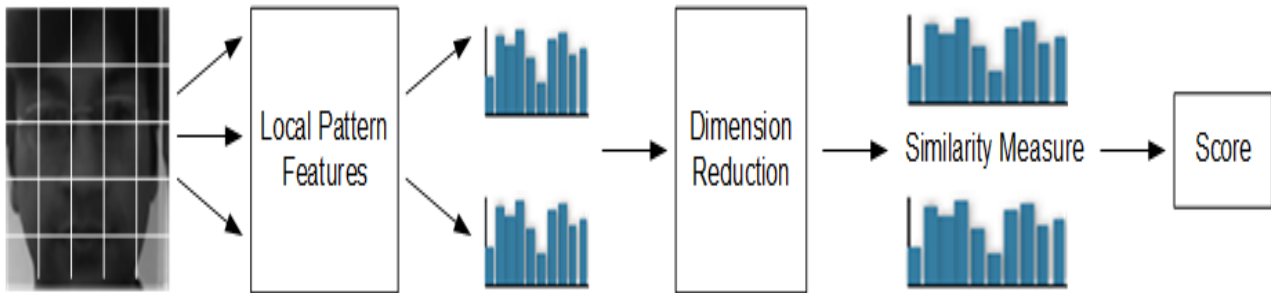 Local Pattern
Features
Dimension
Reduction
Similarity Measure
Score